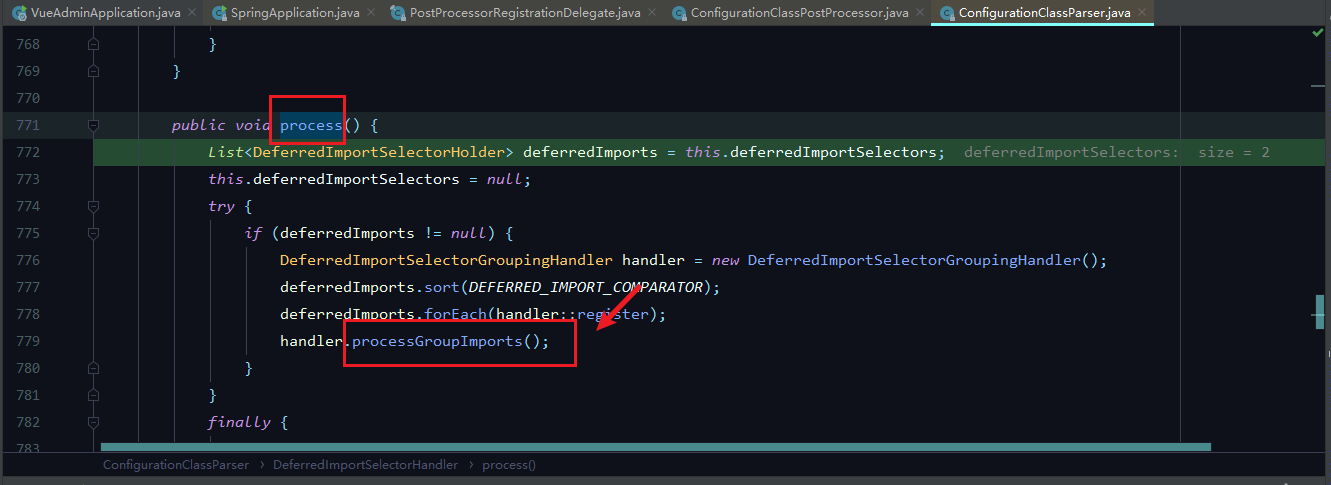 VueAdminApplication.java SpringApplication.java PostProcessorRegistrationDelegate.java ConfigurationClassPostProcessor.java ConfigurationClassParser.java
768 }
769 }
770
771 public void process() {
772 List<DeferredImportSelectorHolder> deferredImports = this.deferredImportSelectors; deferredImportSelectors: size = 2
773 this.deferredImportSelectors = null;
774 try {
775 if (deferredImports != null) {
776 DeferredImportSelectorGroupingHandler handler = new DeferredImportSelectorGroupingHandler();
777 deferredImports.sort(DEFERRED_IMPORT_COMPARATOR);
778 deferredImports.forEach(handler::register);
779 handler.processGroupImports();
780 }
781 }
782 finally {
783
ConfigurationClassParser › DeferredImportSelectorHandler › process()